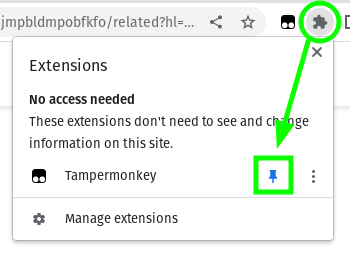 jmpbldmpobfkfo/related?hl=...
Extensions
No access needed
These extensions don't need to see and change
information on this site.
Tampermonkey
Manage extensions